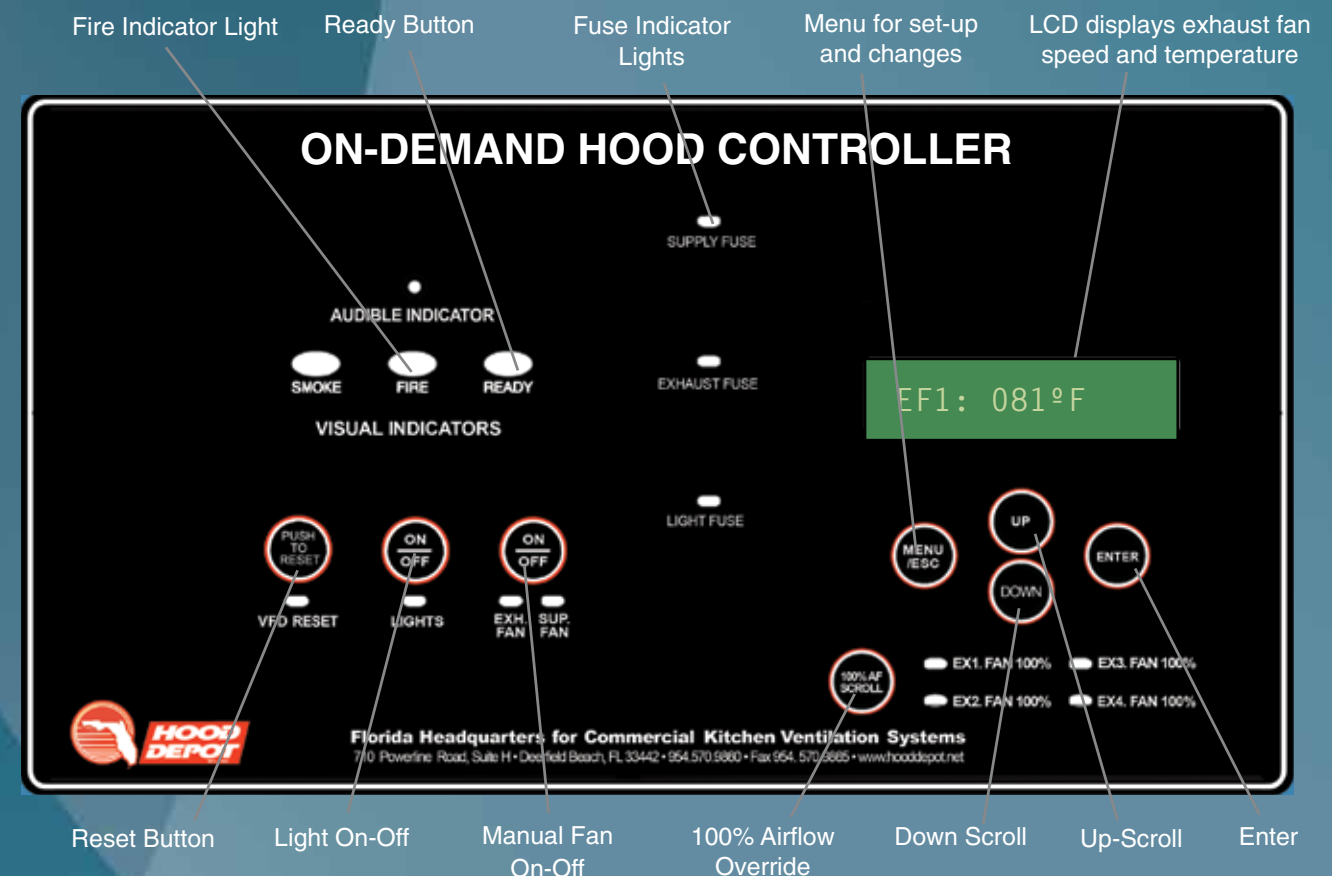 Fire Indicator Light
Ready Button
Fuse Indicator
Lights
Menu for set-up
and changes
LCD displays exhaust fan
speed and temperature
ON-DEMAND HOOD CONTROLLER
SUPPLY FUSE
AUDIBLE INDICATOR
SMOKE
FIRE
READY
VISUAL INDICATORS
EXHAUST FUSE
EF1: 081ºF
LIGHT FUSE
PUSH
TO
RESET
VFD RESET
ON
OFF
LIGHTS
ON
OFF
EXH.
FAN
SUP.
FAN
MENU
/ESC
UP
DOWN
ENTER
100% AF
SCROLL
EX1. FAN 100%
EX3. FAN 100%
EX2. FAN 100%
EX4. FAN 100%
HOOD
DEPOT
Florida Headquarters for Commercial Kitchen Ventilation Systems
710 Powerline Road, Suite H • Deerfield Beach, FL 33442 • 954.570.9860 • Fax 954. 570.9885 • www.hooddepot.net
Reset Button
Light On-Off
Manual Fan
On-Off
100% Airflow
Override
Down Scroll
Up-Scroll
Enter